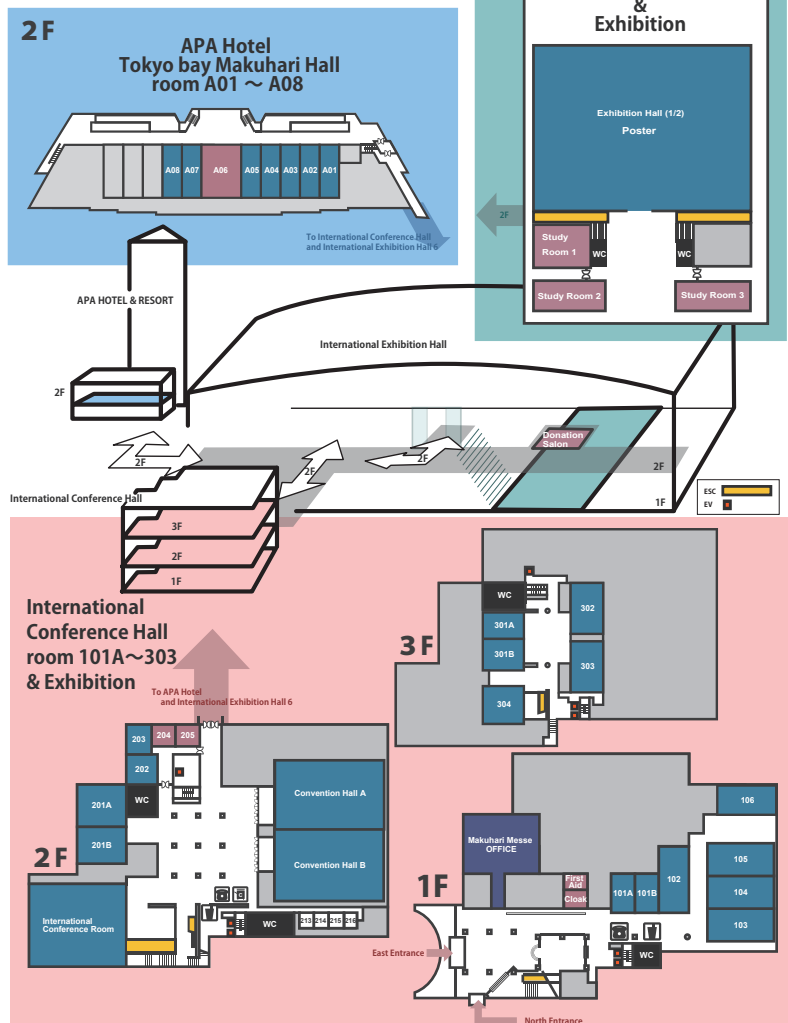 2F
APA Hotel
Tokyo bay Makuhari Hall
room A01 ～ A08
A08
A07
A06
A05
A04
A03
A02
A01
To International Conference Hall
and International Exhibition Hall 6
&
Exhibition
Exhibition Hall (1/2)
Poster
2F
Study
Room 1
WC
WC
Study Room 2
Study Room 3
APA HOTEL & RESORT
International Exhibition Hall
2F
Donation
Salon
2F
2F
2F
2F
1F
International Conference Hall
3F
2F
1F
ESC
EV
International
Conference Hall
room 101A～303
& Exhibition
To APA Hotel
and International Exhibition Hall 6
3F
WC
301A
301B
302
303
304
2F
203
204
205
202
WC
201A
201B
Convention Hall A
Convention Hall B
International
Conference Room
WC
213
214
215
216
1F
Makuhari Messe
OFFICE
First
Aid
Cloak
101A
101B
102
106
105
104
103
WC
East Entrance
North Entrance